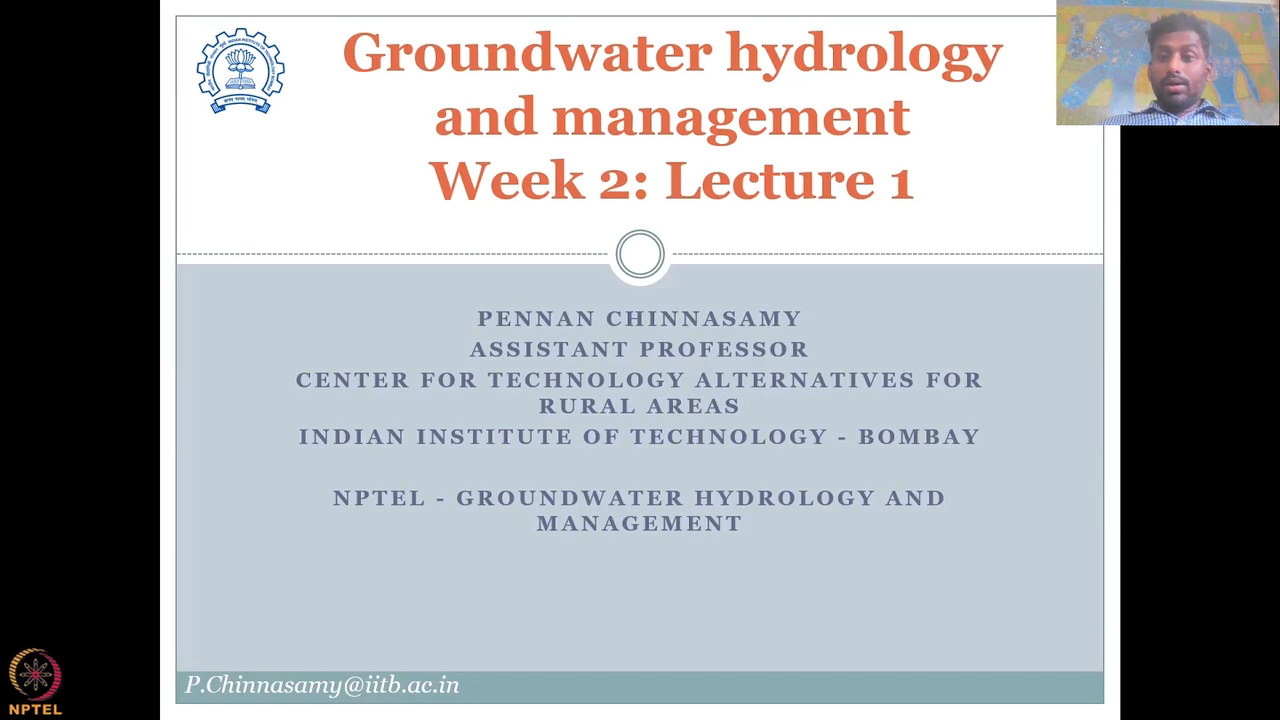 Groundwater hydrology
and management
Week 2: Lecture 1
PENNAN CHINNASAMY
ASSISTANT PROFESSOR
CENTER FOR TECHNOLOGY ALTERNATIVES FOR
RURAL AREAS
INDIAN INSTITUTE OF TECHNOLOGY - BOMBAY
NPTEL - GROUNDWATER HYDROLOGY AND
MANAGEMENT
P.Chinnasamy@iitb.ac.in
NPTEL